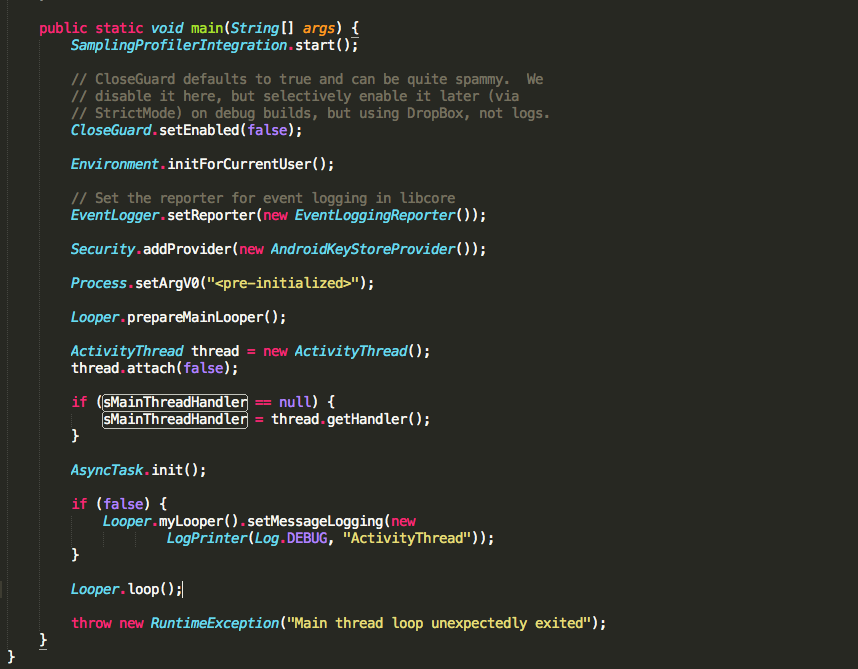 public static void main(String[] args) {
    SamplingProfilerIntegration.start();

    // CloseGuard defaults to true and can be quite spammy.  We
    // disable it here, but selectively enable it later (via
    // StrictMode) on debug builds, but using DropBox, not logs.
    CloseGuard.setEnabled(false);

    Environment.initForCurrentUser();

    // Set the reporter for event logging in libcore
    EventLogger.setReporter(new EventLoggingReporter());

    Security.addProvider(new AndroidKeyStoreProvider());

    Process.setArgV0("<pre-initialized>");

    Looper.prepareMainLooper();

    ActivityThread thread = new ActivityThread();
    thread.attach(false);

    if (sMainThreadHandler == null) {
        sMainThreadHandler = thread.getHandler();
    }

    AsyncTask.init();

    if (false) {
        Looper.myLooper().setMessageLogging(new
                LogPrinter(Log.DEBUG, "ActivityThread"));
    }

    Looper.loop();

    throw new RuntimeException("Main thread loop unexpectedly exited");
}
}